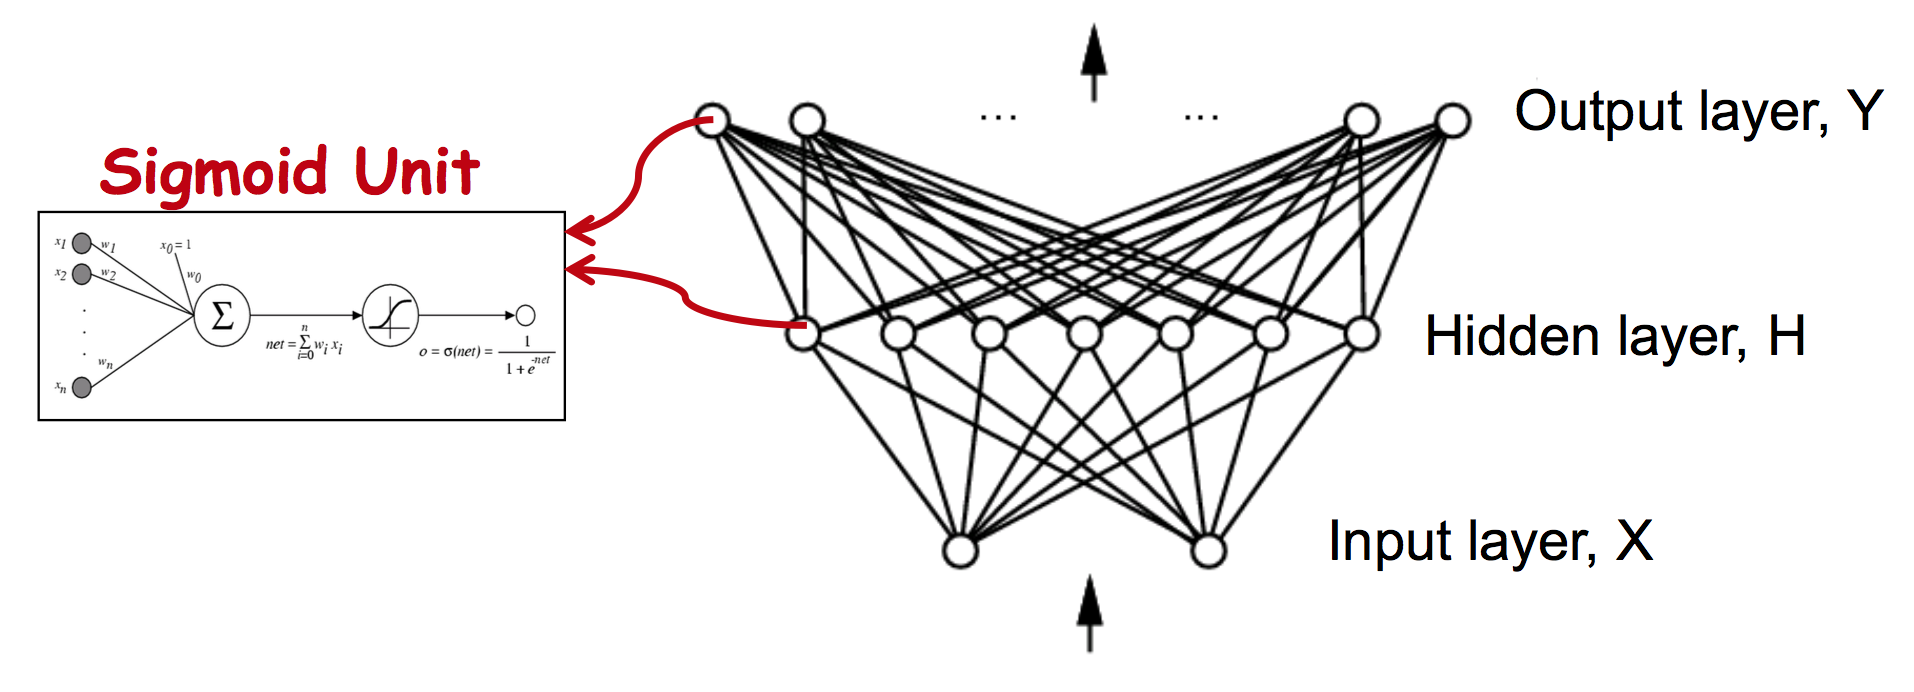 Output layer, Y
... ...
Sigmoid Unit
x1 w1 x0 = 1
x2 w2 w0
.
.
.
Σ
wn
xn
n
net = Σ wi xi
i=0
1
o = σ(net) =
1 + e-net
Hidden layer, H
Input layer, X